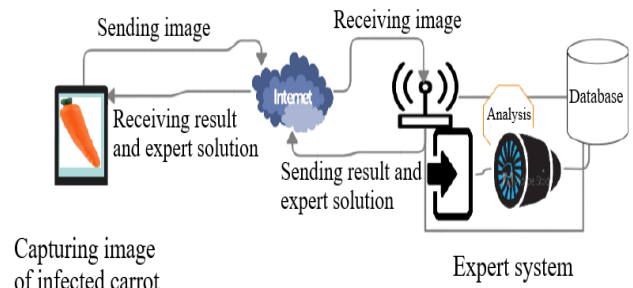 Sending image
Receiving image
Internet
Database
Analysis
Receiving result
and expert solution
Sending result and
expert solution
Capturing image
of infected carrot
Expert system